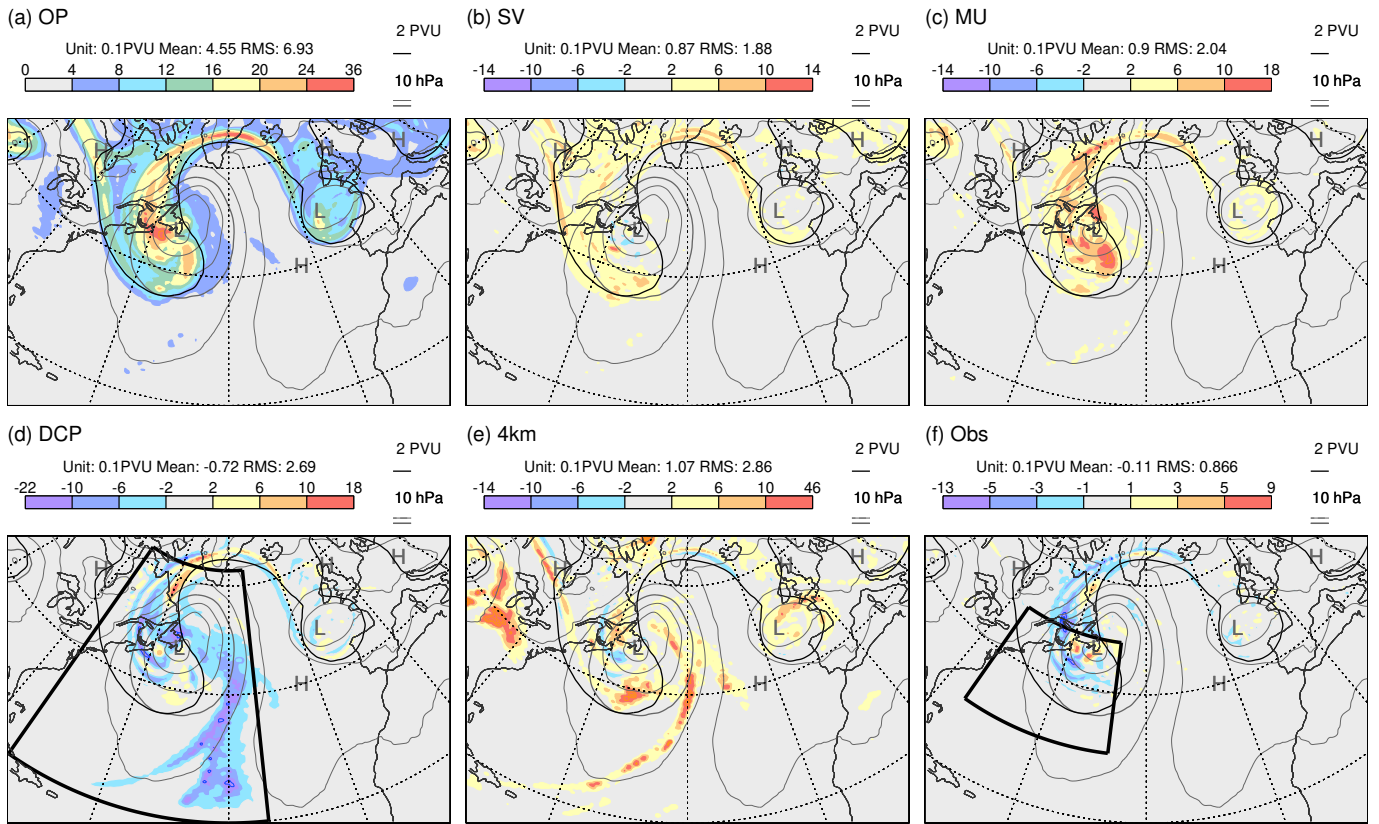 (a) OP
2 PVU
Unit: 0.1PVU Mean: 4.55 RMS: 6.93
0 4 8 12 16 20 24 36
10 hPa
H
H
H
L
L
H
(b) SV
2 PVU
Unit: 0.1PVU Mean: 0.87 RMS: 1.88
-14 -10 -6 -2 2 6 10 14
10 hPa
H
H
H
L
L
H
(c) MU
2 PVU
Unit: 0.1PVU Mean: 0.9 RMS: 2.04
-14 -10 -6 -2 2 6 10 18
10 hPa
H
H
H
L
L
H
(d) DCP
2 PVU
Unit: 0.1PVU Mean: -0.72 RMS: 2.69
-22 -10 -6 -2 2 6 10 18
10 hPa
H
H
H
L
L
H
(e) 4km
2 PVU
Unit: 0.1PVU Mean: 1.07 RMS: 2.86
-14 -10 -6 -2 2 6 10 46
10 hPa
H
H
H
L
L
H
(f) Obs
2 PVU
Unit: 0.1PVU Mean: -0.11 RMS: 0.866
-13 -5 -3 -1 1 3 5 9
10 hPa
H
H
H
L
L
H